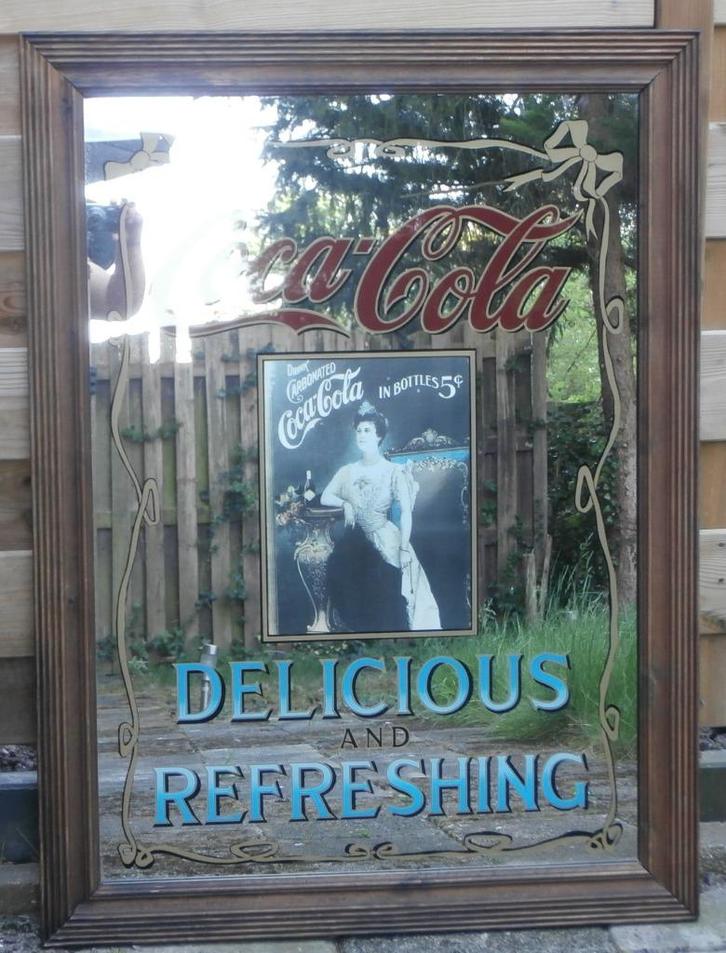 Coca-Cola
DRINK
CARBONATED
Coca-Cola
IN BOTTLES 5¢
DELICIOUS
AND
REFRESHING